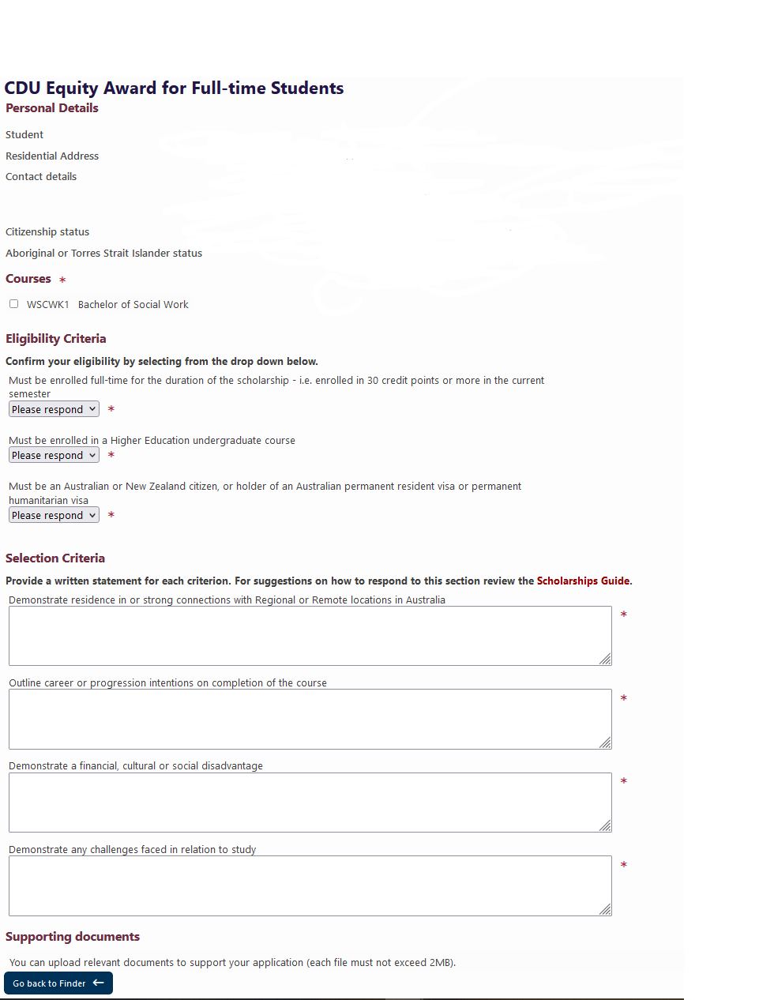 CDU Equity Award for Full-time Students
Personal Details
Student
Residential Address
Contact details
Citizenship status
Aboriginal or Torres Strait Islander status
Courses *
WSCWK1 Bachelor of Social Work
Eligibility Criteria
Confirm your eligibility by selecting from the drop down below.
Must be enrolled full-time for the duration of the scholarship - i.e. enrolled in 30 credit points or more in the current
semester
Please respond *
Must be enrolled in a Higher Education undergraduate course
Please respond *
Must be an Australian or New Zealand citizen, or holder of an Australian permanent resident visa or permanent
humanitarian visa
Please respond *
Selection Criteria
Provide a written statement for each criterion. For suggestions on how to respond to this section review the Scholarships Guide.
Demonstrate residence in or strong connections with Regional or Remote locations in Australia
*
Outline career or progression intentions on completion of the course
*
Demonstrate a financial, cultural or social disadvantage
*
Demonstrate any challenges faced in relation to study
*
Supporting documents
You can upload relevant documents to support your application (each file must not exceed 2MB).
Go back to Finder